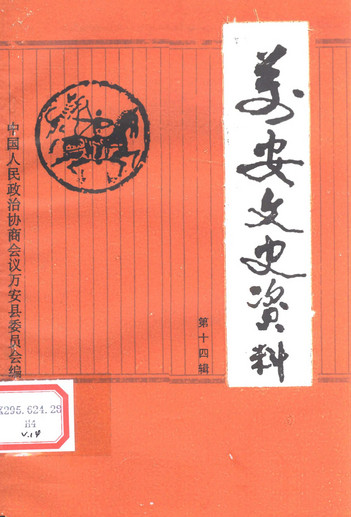 万安文史资料
第十四辑
中国人民政治协商会议万安县委员会编
K295.624.28
114
V.14